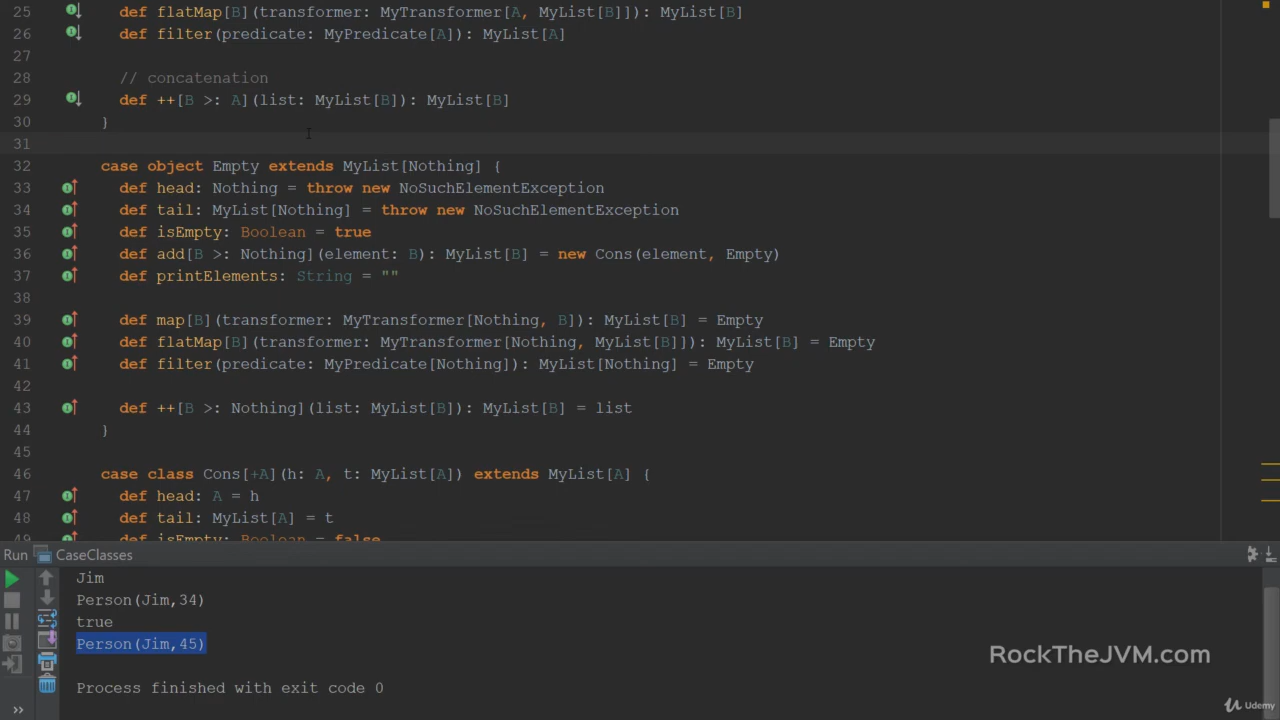 25 def flatMap[B](transformer: MyTransformer[A, MyList[B]]): MyList[B]
26 def filter(predicate: MyPredicate[A]): MyList[A]
27
28 // concatenation
29 def ++[B >: A](list: MyList[B]): MyList[B]
30 }
31
32 case object Empty extends MyList[Nothing] {
33 def head: Nothing = throw new NoSuchElementException
34 def tail: MyList[Nothing] = throw new NoSuchElementException
35 def isEmpty: Boolean = true
36 def add[B >: Nothing](element: B): MyList[B] = new Cons(element, Empty)
37 def printElements: String = ""
38
39 def map[B](transformer: MyTransformer[Nothing, B]): MyList[B] = Empty
40 def flatMap[B](transformer: MyTransformer[Nothing, MyList[B]]): MyList[B] = Empty
41 def filter(predicate: MyPredicate[Nothing]): MyList[Nothing] = Empty
42
43 def ++[B >: Nothing](list: MyList[B]): MyList[B] = list
44 }
45
46 case class Cons[+A](h: A, t: MyList[A]) extends MyList[A] {
47 def head: A = h
48 def tail: MyList[A] = t
49 def isEmpty: Boolean = false
Run CaseClasses
Jim
Person(Jim,34)
true
Person(Jim,45)
RockTheJVM.com
Process finished with exit code 0
Udemy